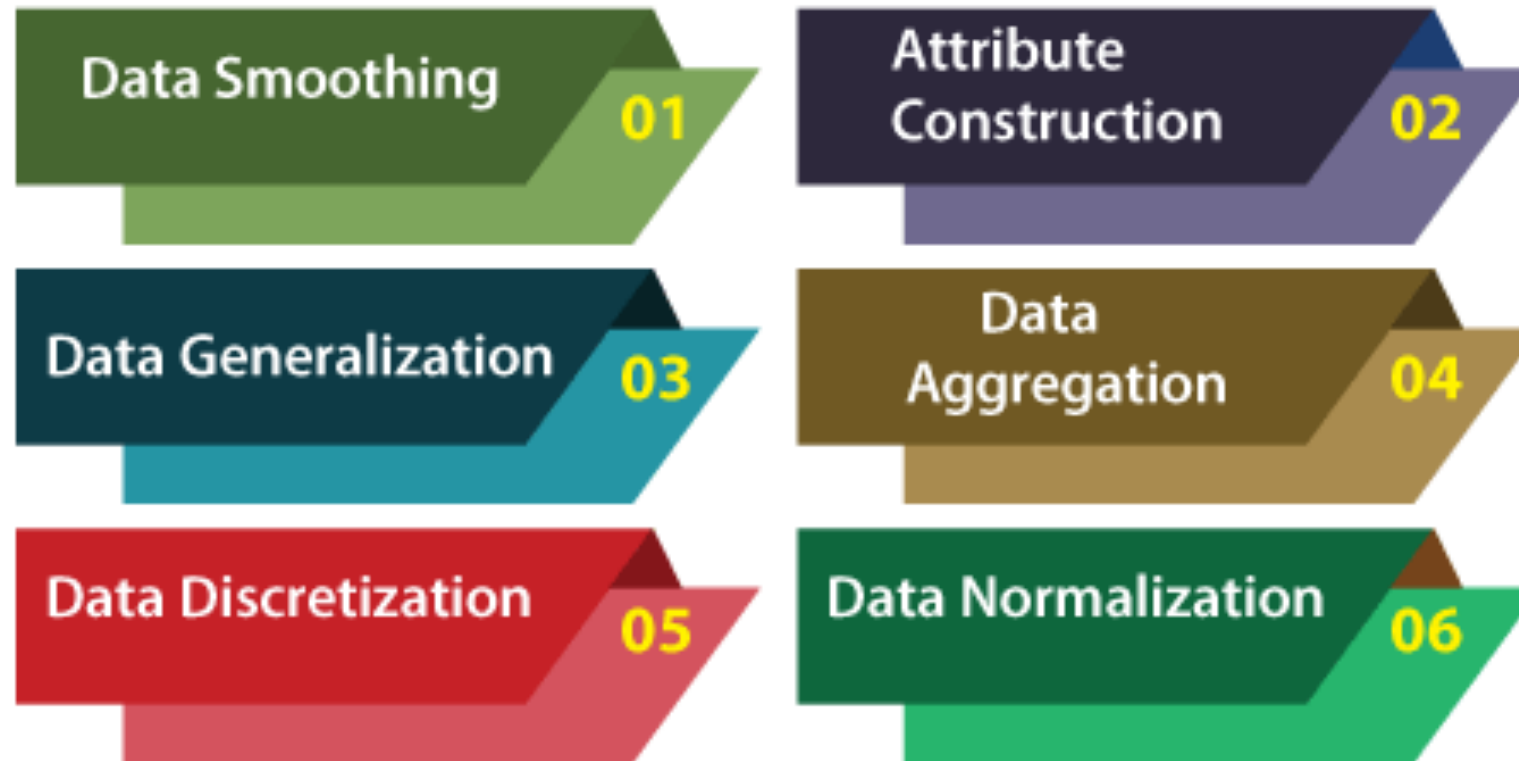 Data Smoothing
01
Attribute
Construction
02
Data Generalization
03
Data
Aggregation
04
Data Discretization
05
Data Normalization
06